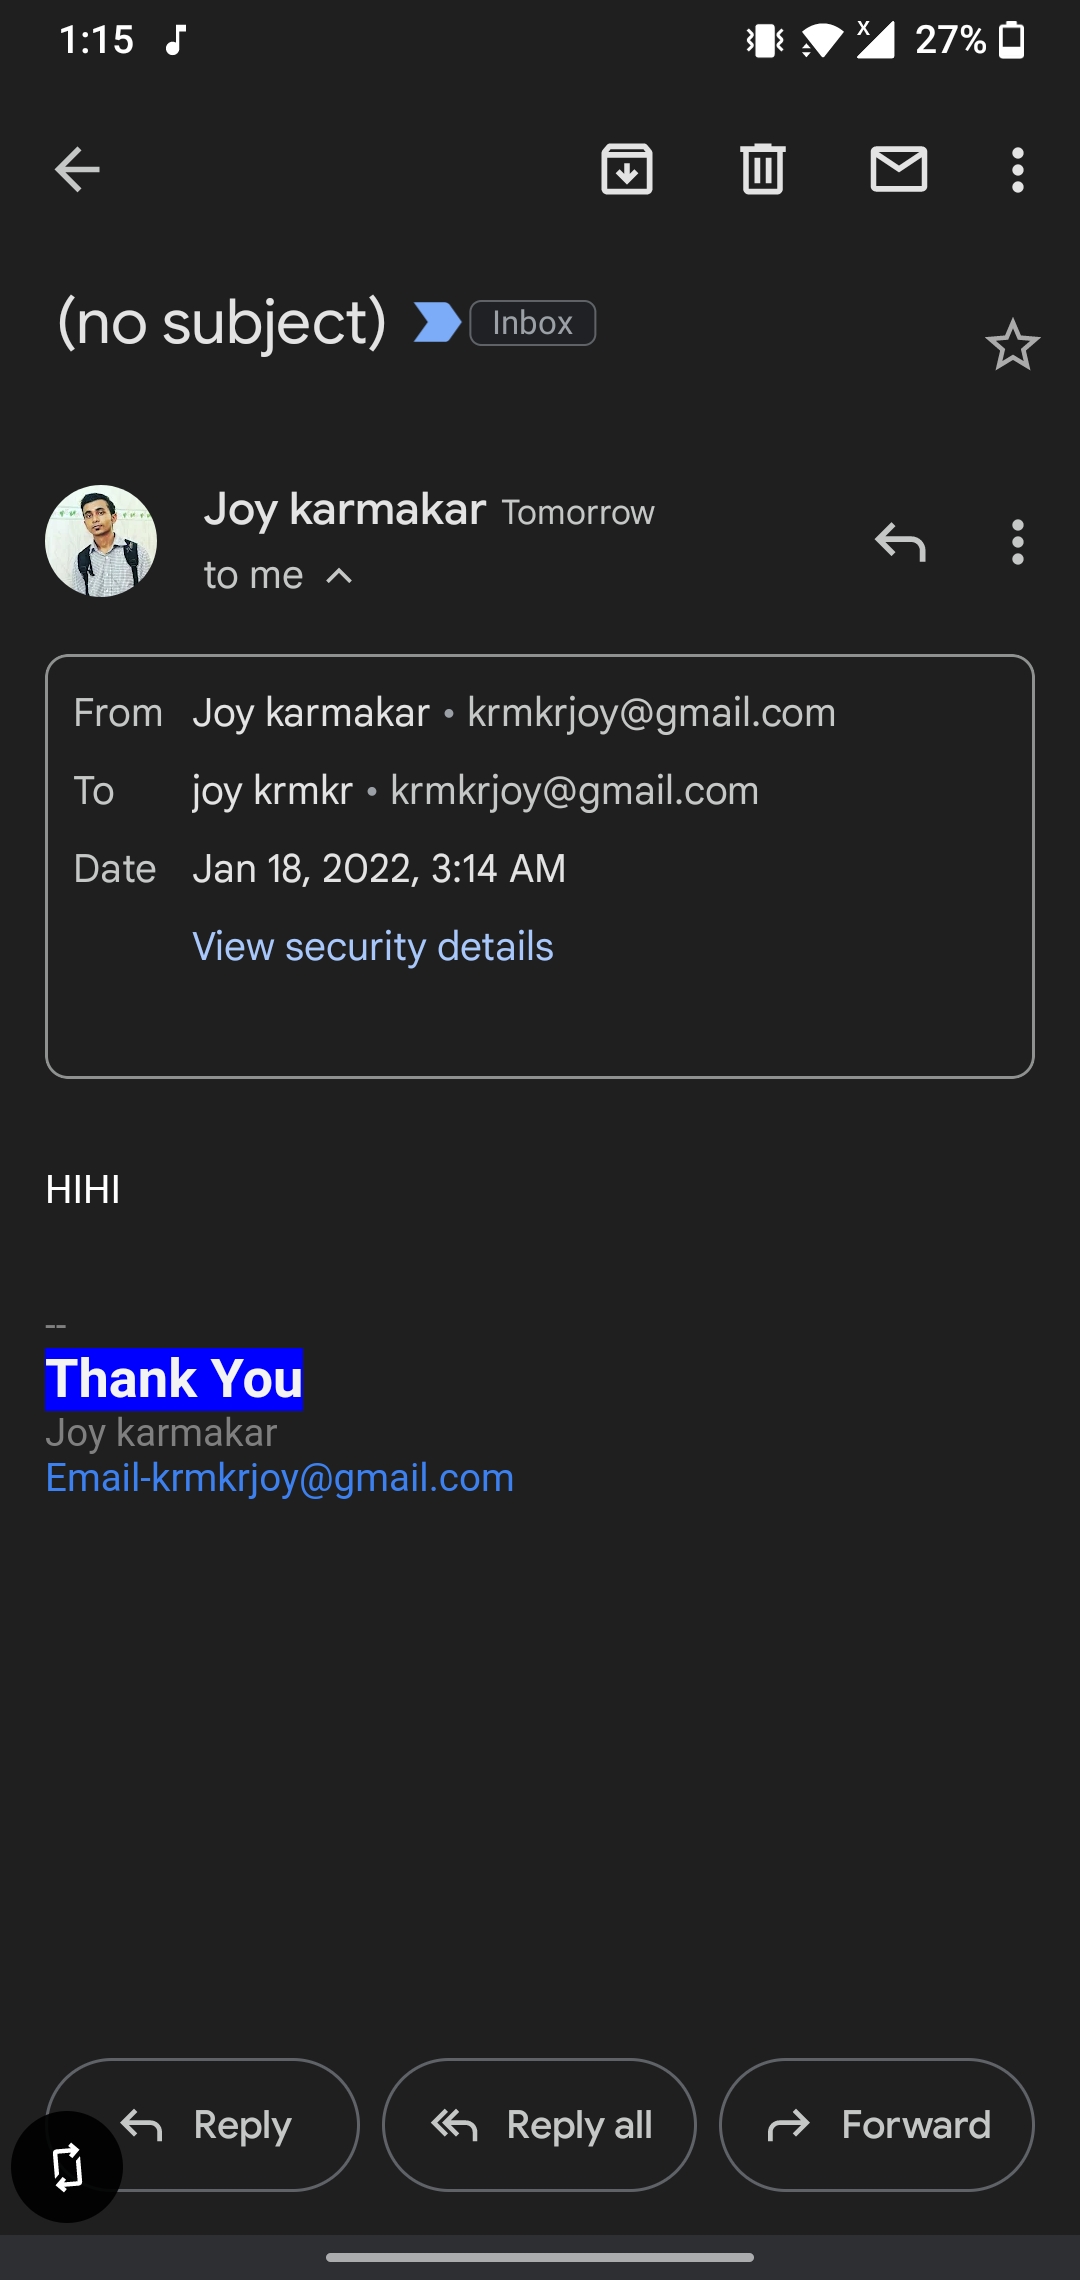 1:15 27%
(no subject) Inbox
Joy karmakar Tomorrow
to me
From Joy karmakar • krmkrjoy@gmail.com
To joy krmkr • krmkrjoy@gmail.com
Date Jan 18, 2022, 3:14 AM
View security details
HIHI
--
Thank You
Joy karmakar
Email-krmkrjoy@gmail.com
Reply Reply all Forward